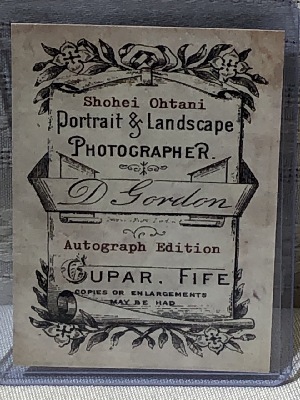 Shohei Ohtani
Portrait & Landscape
PHOTOGRAPHER.
D Gordon
Autograph Edition
CUPAR, FIFE
COPIES OR ENLARGEMENTS
MAY BE HAD